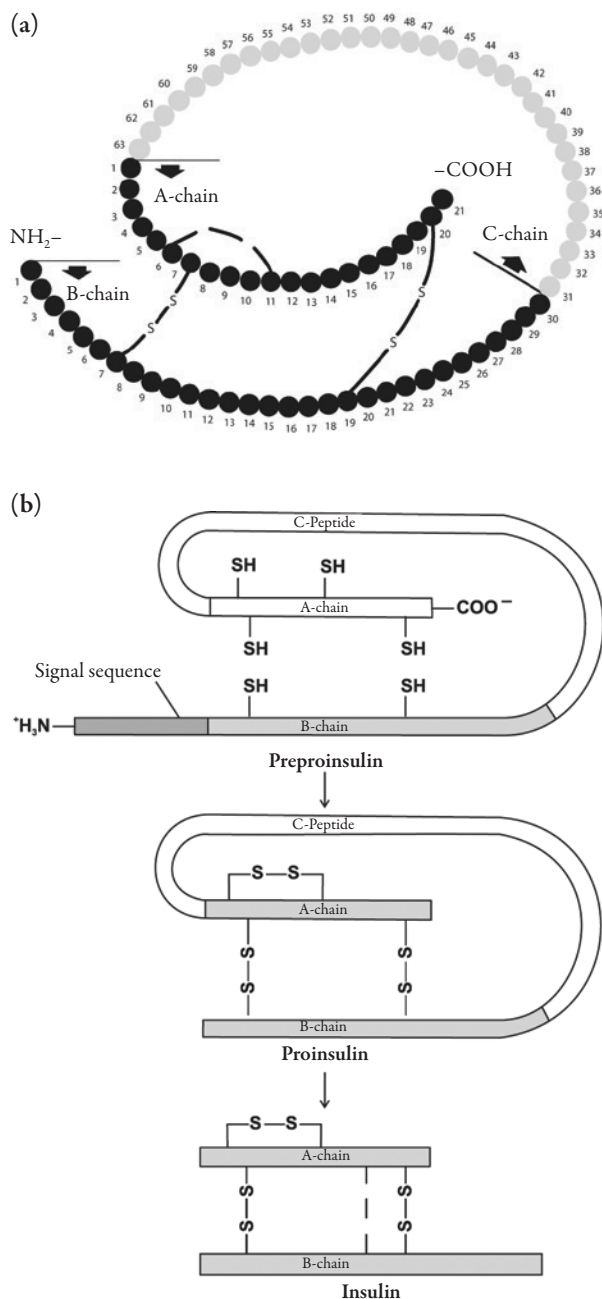 (a)
55 54 53 52 51 50 49 48 47 46 45 44 43 42 41 40 39 38 37 36 35 34 33 32 31
56
57
58
59
60
61
62
63
1 2 3 4 5 6 7 8 9 10 11 12 13 14 15 16 17 18 19 20 21
–COOH
A-chain
C-chain
NH2–
B-chain
S
S
S
1 2 3 4 5 6 7 8 9 10 11 12 13 14 15 16 17 18 19 20 21 22 23 24 25 26 27 28 29 30
(b)
C-Peptide
SH SH
A-chain
COO–
SH SH
Signal sequence
SH SH
+H3N
B-chain
Preproinsulin
C-Peptide
S S
A-chain
S S
S S
B-chain
Proinsulin
S S
A-chain
S S
S S
B-chain
Insulin